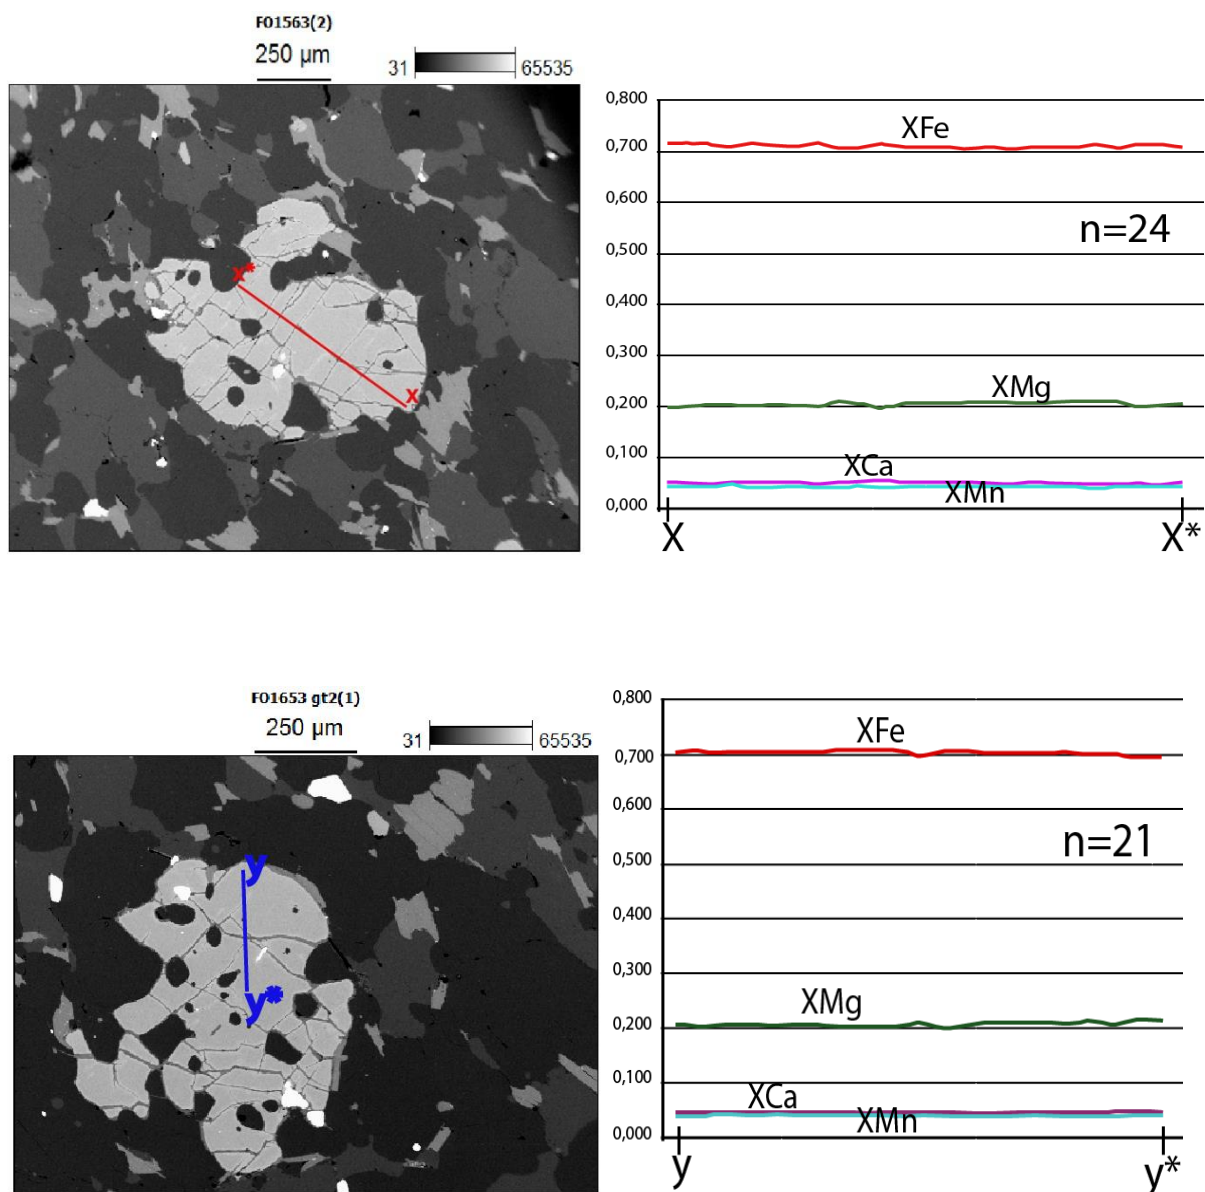 F01563(2)
250 µm
31 65535
x*
x
0,800
0,700
0,600
0,500
0,400
0,300
0,200
0,100
0,000
XFe
n=24
XMg
XCa
XMn
X X*
F01653 gt2(1)
250 µm
31 65535
y
y*
0,800
0,700
0,600
0,500
0,400
0,300
0,200
0,100
0,000
XFe
n=21
XMg
XCa
XMn
y y*